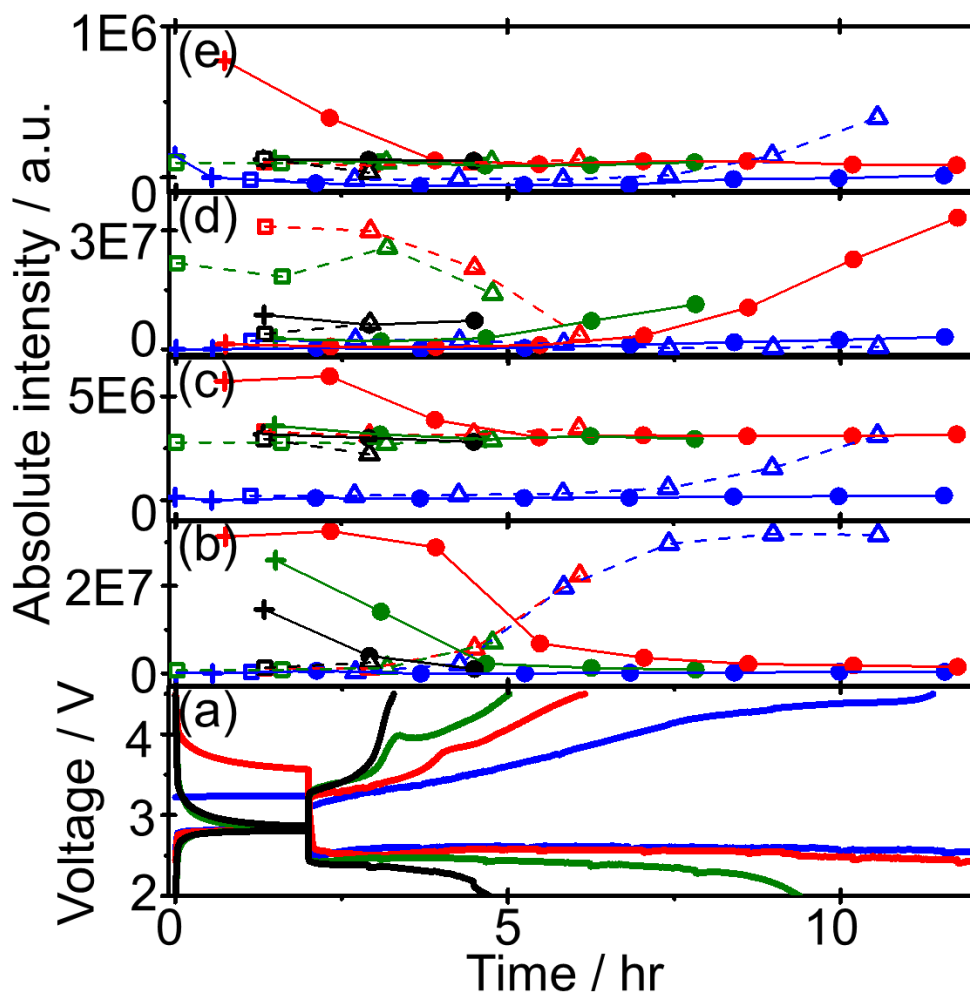 1E6
(e)
0
(d)
3E7
0
(c)
5E6
0
(b)
2E7
0
(a)
4
3
2
0
5
10
Time / hr
Voltage / V
Absolute intensity / a.u.